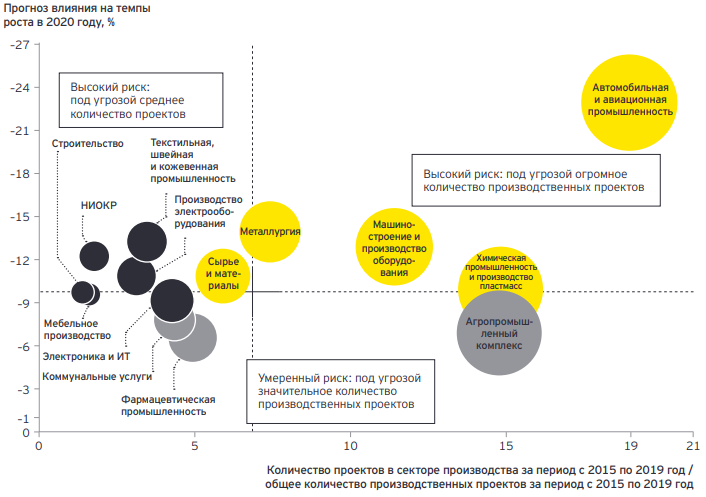 Прогноз влияния на темпы
роста в 2020 году, %
-27
-24
-21
-18
-15
-12
-9
-6
-3
-1
0
Высокий риск:
под угрозой среднее
количество проектов
Автомобильная
и авиационная
промышленность
Строительство
Текстильная,
швейная
и кожевенная
промышленность
Высокий риск: под угрозой огромное
количество производственных проектов
НИОКР
Производство
электрообо-
рудования
Металлургия
Машино-
строение и
производство
оборудо-
вания
Сырье
и мате-
риалы
Химическая
промышленность
и производство
пластмасс
Агропромыш-
ленный
комплекс
Мебельное
производство
Электроника и ИТ
Коммунальные услуги
Фармацевтическая
промышленность
Умеренный риск: под угрозой
значительное количество
производственных проектов
0
5
10
15
19
21
Количество проектов в секторе производства за период с 2015 по 2019 год /
общее количество производственных проектов за период с 2015 по 2019 год